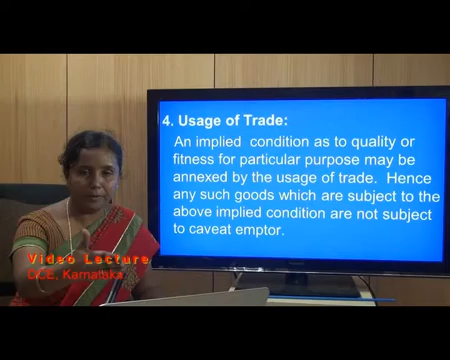 4. Usage of Trade:
An implied condition as to quality or
fitness for particular purpose may be
annexed by the usage of trade. Hence
any such goods which are subject to the
above implied condition are not subject
to caveat emptor.
Video Lecture
DCE, Karnataka